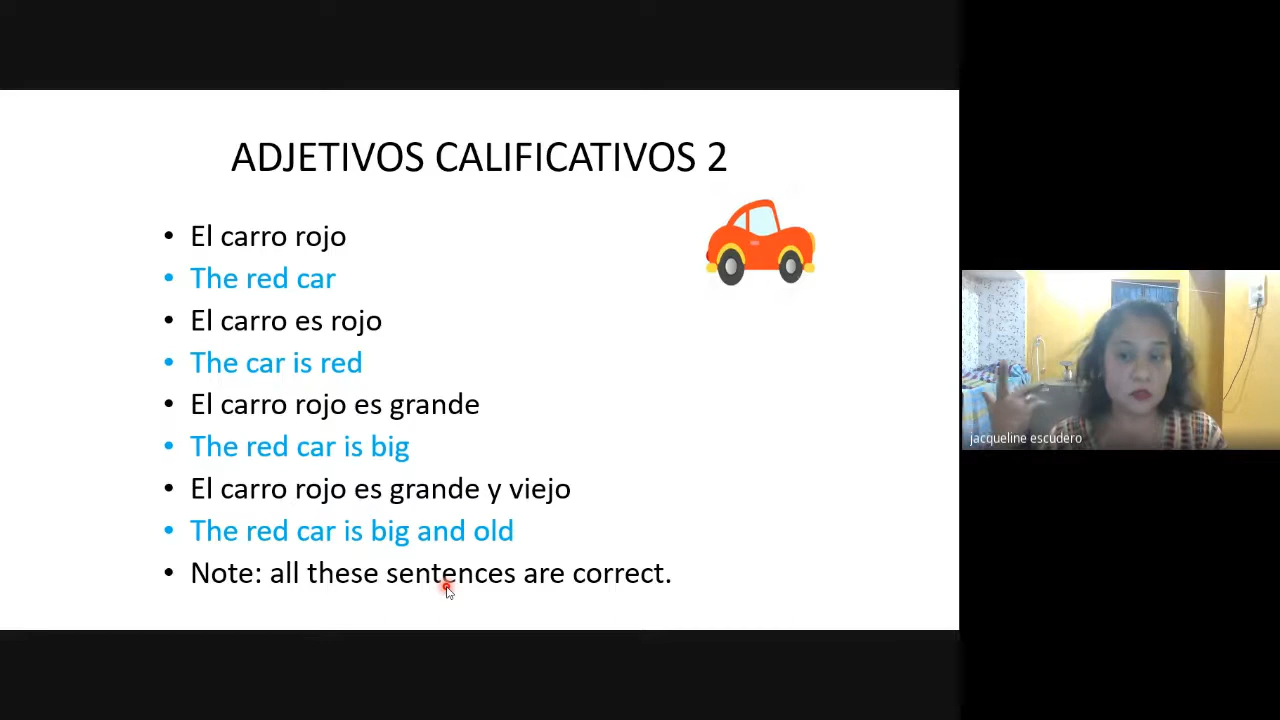 ADJETIVOS CALIFICATIVOS 2
• El carro rojo
• The red car
• El carro es rojo
• The car is red
• El carro rojo es grande
• The red car is big
• El carro rojo es grande y viejo
• The red car is big and old
• Note: all these sentences are correct.
jacqueline escudero